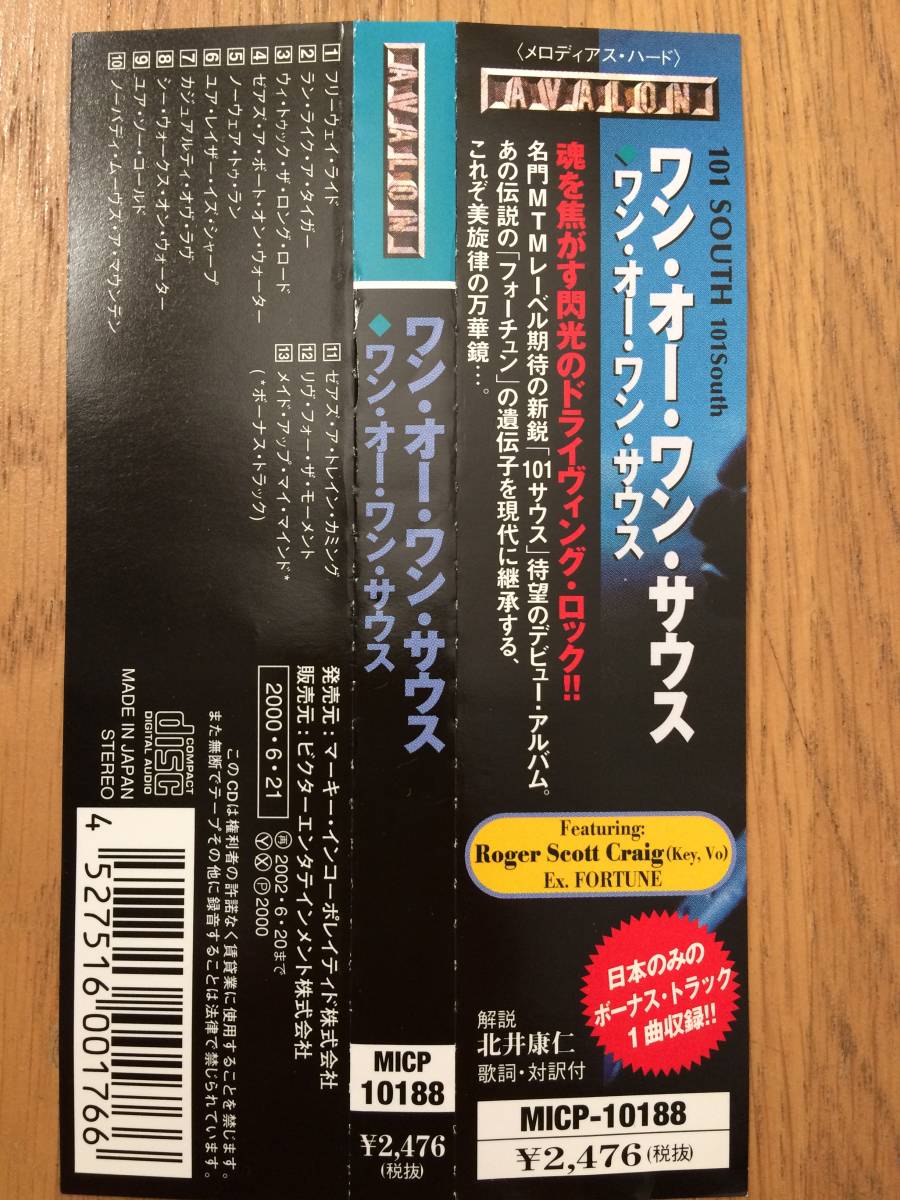 〈メロディアス・ハード〉
AVALON
101 SOUTH 101South
ワン・オー・ワン・サウス
◆ワン・オー・ワン・サウス
魂を焦がす閃光のドライヴィング・ロック!!
名門MTMレーベル期待の新鋭「101サウス」待望のデビュー・アルバム。
あの伝説の「フォーチュン」の遺伝子を現代に継承する、
これぞ美旋律の万華鏡…。
Featuring:
Roger Scott Craig (Key, Vo)
Ex. FORTUNE
日本のみの
ボーナス・トラック
1曲収録!!
解説
北井康仁
歌詞・対訳付
MICP-10188
¥2,476(税抜)
AVALON
ワン・オー・ワン・サウス
◆ワン・オー・ワン・サウス
MICP
10188
¥2,476
(税抜)
1 フリーウェイ・ライド
2 ラン・ライク・ア・タイガー
3 ウィ・トゥック・ザ・ロング・ロード
4 ゼアズ・ア・ボート・オン・ウォーター
5 ノーウェア・トゥ・ラン
6 ユア・レイザー・イズ・シャープ
7 カジュアルティ・オヴ・ラヴ
8 シー・ウォークス・オン・ウォーター
9 ユア・ソー・コールド
10 ノーバディ・ムーヴス・ア・マウンテン
11 ゼアズ・ア・トレイン・カミング
12 リヴ・フォー・ザ・モーメント
13 メイド・アップ・マイ・マインド*
(*ボーナス・トラック)
発売元：マーキー・インコーポレイティド株式会社
販売元：ビクターエンタテインメント株式会社
2000・6・21
再 2002・6・20まで
Ⓨ Ⓧ Ⓟ2000
このCDは権利者の許諾なく賃貸業に使用することを禁じます。
また無断でテープその他に録音することは法律で禁じられています。
COMPACT
disc
DIGITAL AUDIO
MADE IN JAPAN
STEREO
4 527516 001766